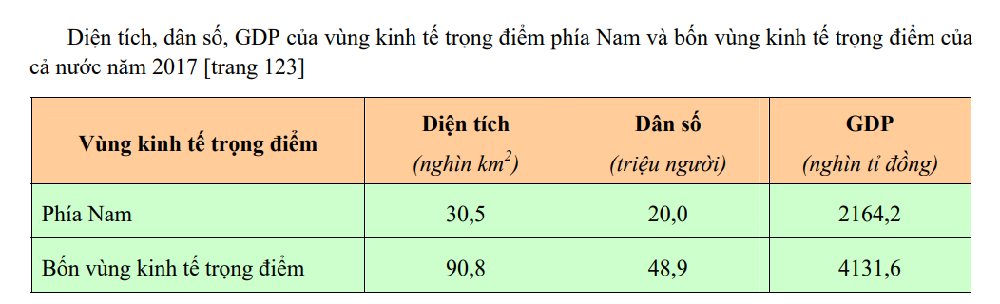 Diện tích, dân số, GDP của vùng kinh tế trọng điểm phía Nam và bốn vùng kinh tế trọng điểm của
cả nước năm 2017 [trang 123]
Vùng kinh tế trọng điểm Diện tích (nghìn km²) Dân số (triệu người) GDP (nghìn tỉ đồng)
Phía Nam 30,5 20,0 2164,2
Bốn vùng kinh tế trọng điểm 90,8 48,9 4131,6